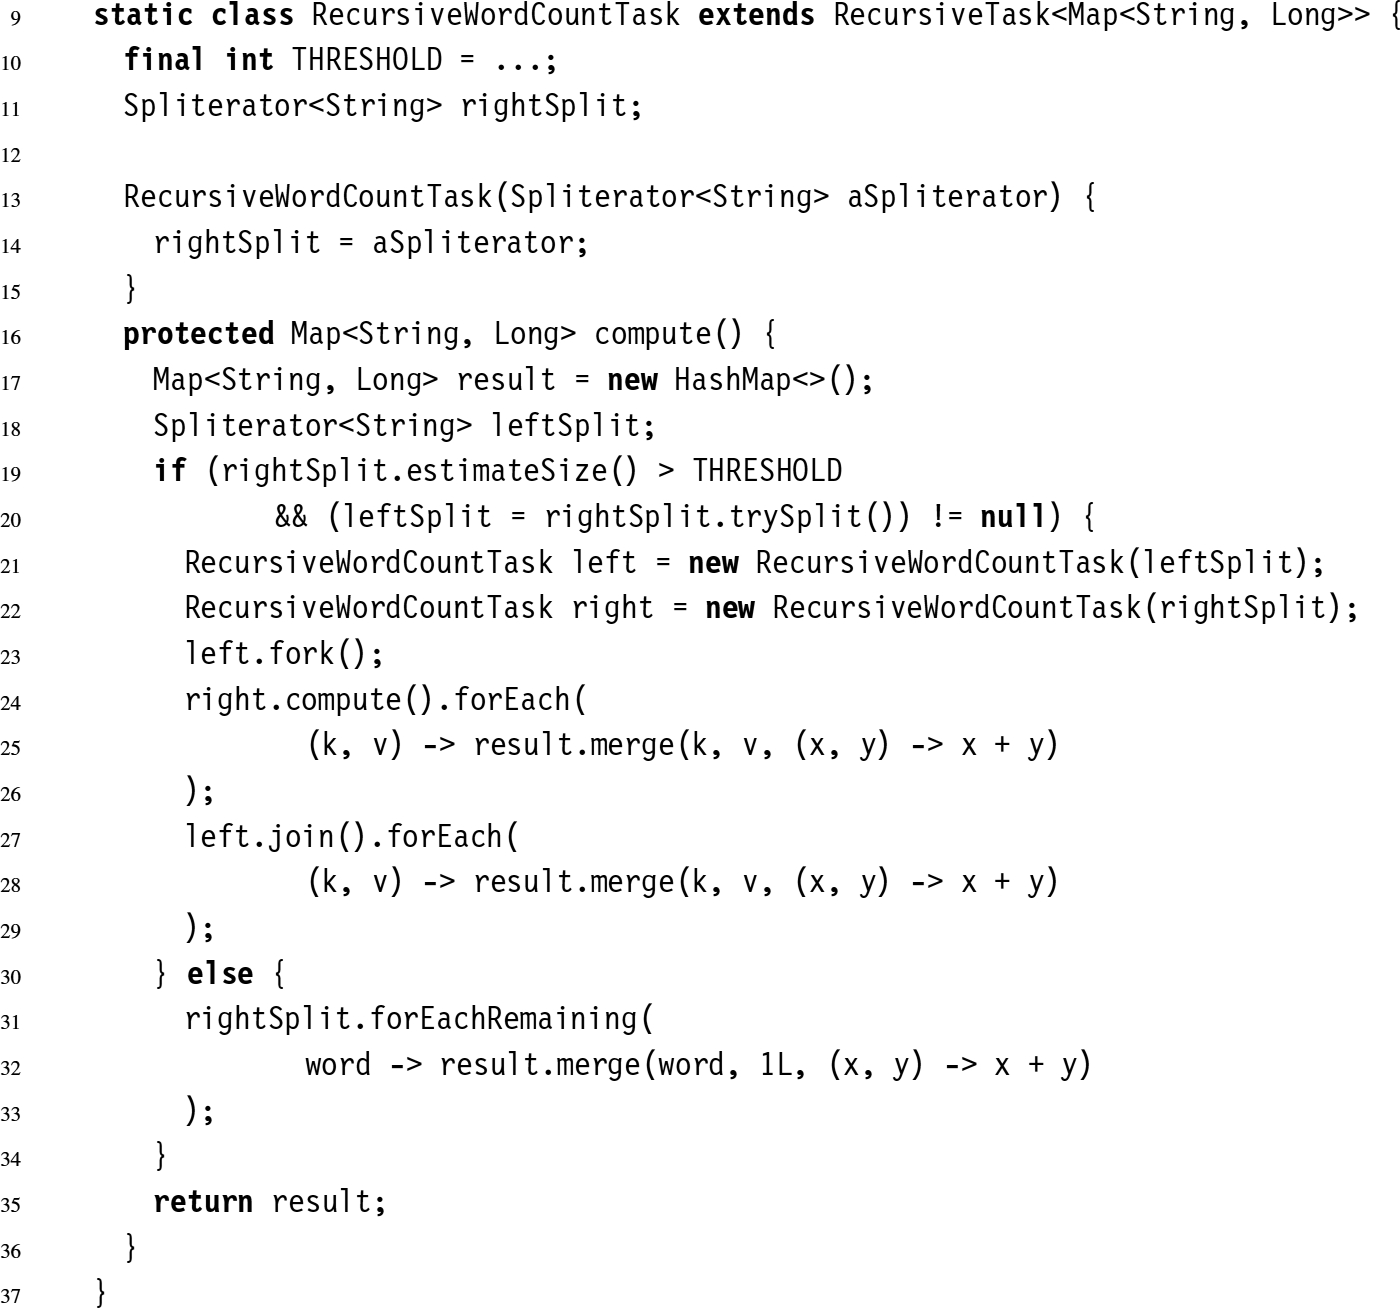 9 static class RecursiveWordCountTask extends RecursiveTask<Map<String, Long>> {
10 final int THRESHOLD = ...;
11 Spliterator<String> rightSplit;
12
13 RecursiveWordCountTask(Spliterator<String> aSpliterator) {
14 rightSplit = aSpliterator;
15 }
16 protected Map<String, Long> compute() {
17 Map<String, Long> result = new HashMap<>();
18 Spliterator<String> leftSplit;
19 if (rightSplit.estimateSize() > THRESHOLD
20 && (leftSplit = rightSplit.trySplit()) != null) {
21 RecursiveWordCountTask left = new RecursiveWordCountTask(leftSplit);
22 RecursiveWordCountTask right = new RecursiveWordCountTask(rightSplit);
23 left.fork();
24 right.compute().forEach(
25 (k, v) -> result.merge(k, v, (x, y) -> x + y)
26 );
27 left.join().forEach(
28 (k, v) -> result.merge(k, v, (x, y) -> x + y)
29 );
30 } else {
31 rightSplit.forEachRemaining(
32 word -> result.merge(word, 1L, (x, y) -> x + y)
33 );
34 }
35 return result;
36 }
37 }